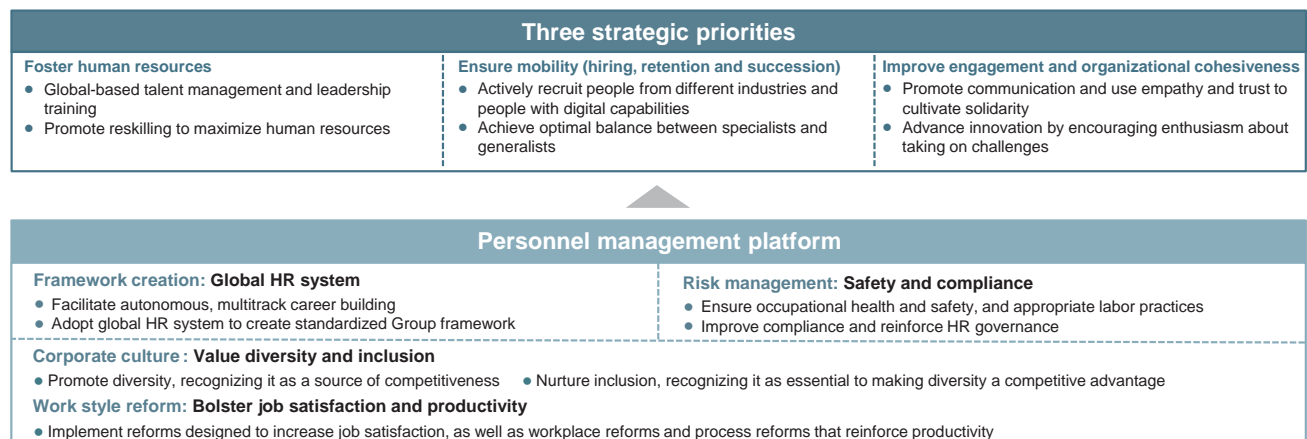 Three strategic priorities
Foster human resources
● Global-based talent management and leadership
training
● Promote reskilling to maximize human resources
Ensure mobility (hiring, retention and succession)
● Actively recruit people from different industries and
people with digital capabilities
● Achieve optimal balance between specialists and
generalists
Improve engagement and organizational cohesiveness
● Promote communication and use empathy and trust to
cultivate solidarity
● Advance innovation by encouraging enthusiasm about
taking on challenges
Personnel management platform
Framework creation: Global HR system
● Facilitate autonomous, multitrack career building
● Adopt global HR system to create standardized Group framework
Risk management: Safety and compliance
● Ensure occupational health and safety, and appropriate labor practices
● Improve compliance and reinforce HR governance
Corporate culture : Value diversity and inclusion
● Promote diversity, recognizing it as a source of competitiveness ● Nurture inclusion, recognizing it as essential to making diversity a competitive advantage
Work style reform: Bolster job satisfaction and productivity
● Implement reforms designed to increase job satisfaction, as well as workplace reforms and process reforms that reinforce productivity